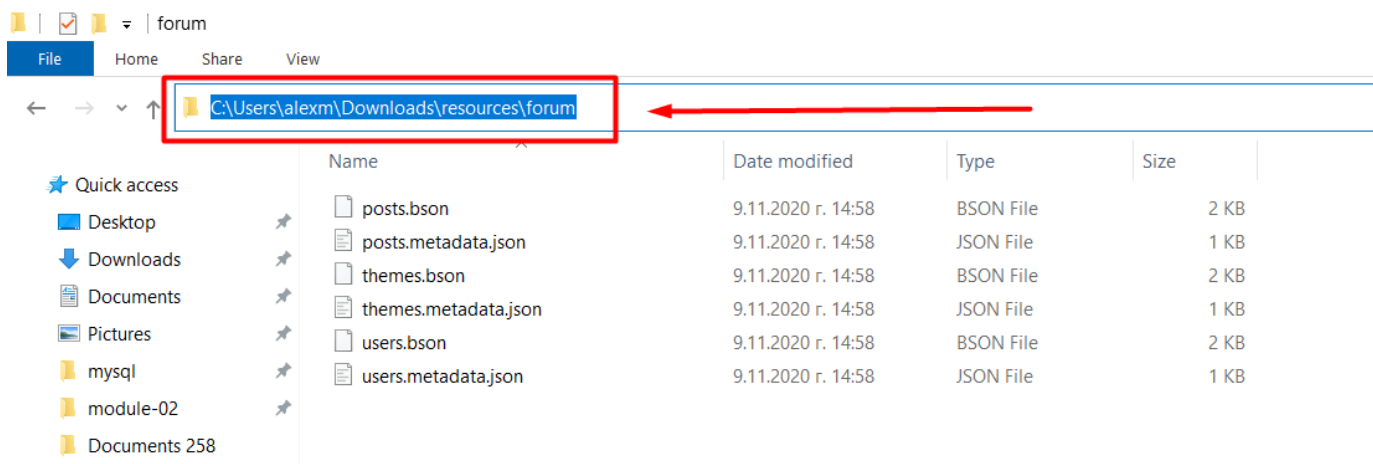 forum
File Home Share View
C:\Users\alexm\Downloads\resources\forum
Name Date modified Type Size
Quick access
Desktop
Downloads
Documents
Pictures
mysql
module-02
Documents 258
posts.bson 9.11.2020 г. 14:58 BSON File 2 KB
posts.metadata.json 9.11.2020 г. 14:58 JSON File 1 KB
themes.bson 9.11.2020 г. 14:58 BSON File 2 KB
themes.metadata.json 9.11.2020 г. 14:58 JSON File 1 KB
users.bson 9.11.2020 г. 14:58 BSON File 2 KB
users.metadata.json 9.11.2020 г. 14:58 JSON File 1 KB